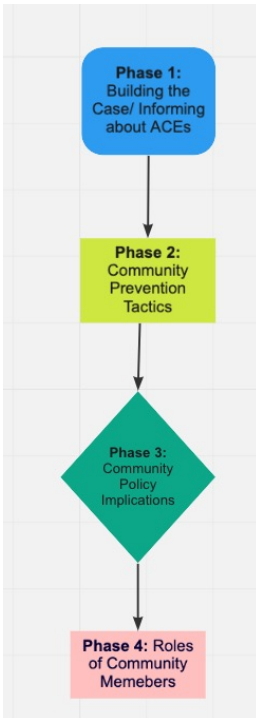 Phase 1:
Building the
Case/ Informing
about ACEs
Phase 2:
Community
Prevention
Tactics
Phase 3:
Community
Policy
Implications
Phase 4: Roles
of Community
Memebers